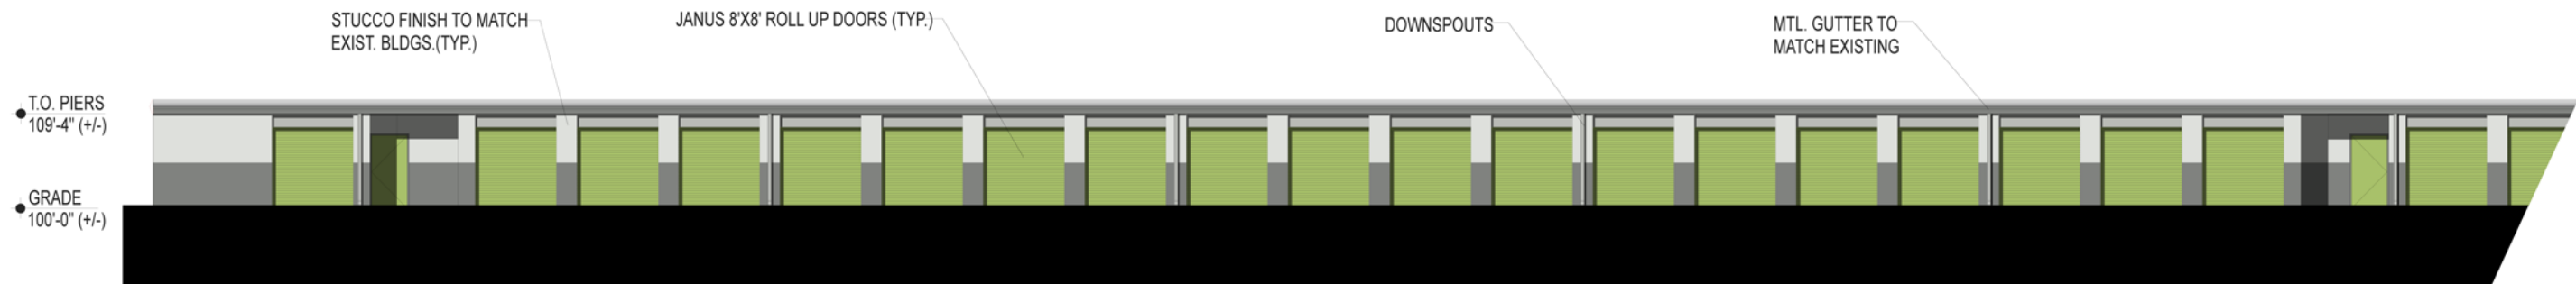 STUCCO FINISH TO MATCH
EXIST. BLDGS.(TYP.)
JANUS 8'X8' ROLL UP DOORS (TYP.)
DOWNSPOUTS
MTL. GUTTER TO
MATCH EXISTING
T.O. PIERS
109'-4" (+/-)
GRADE
100'-0" (+/-)